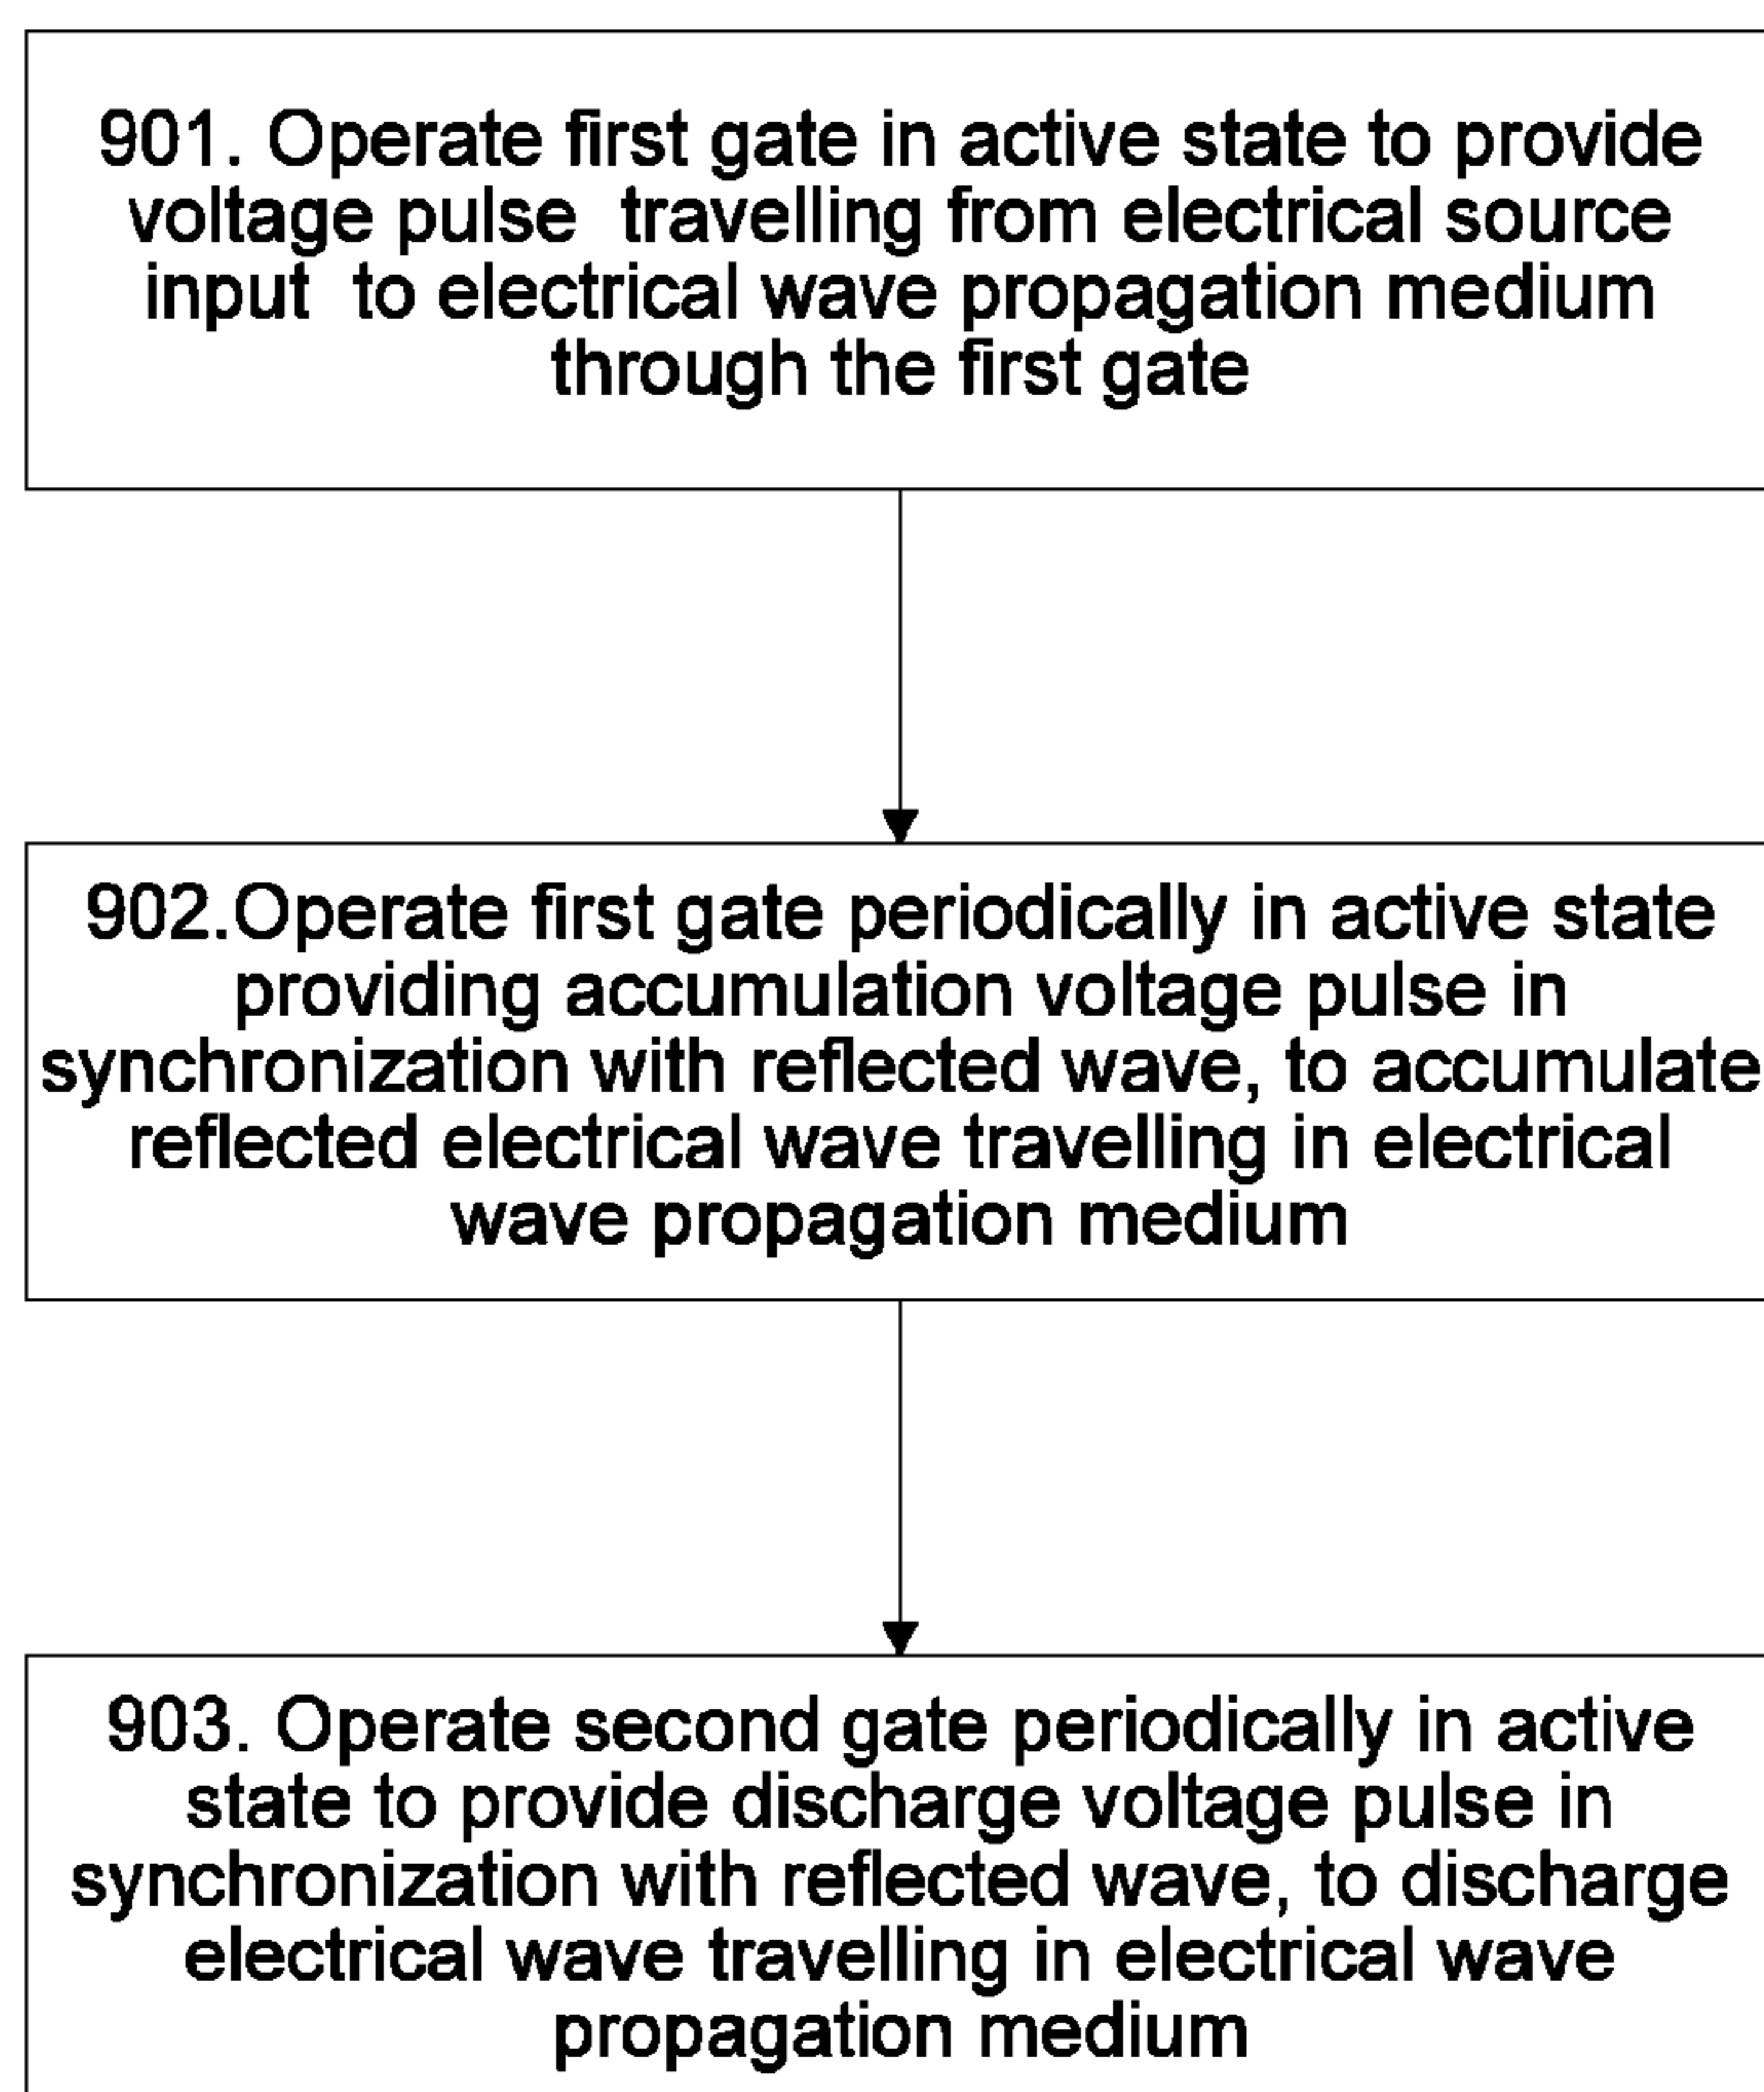 901. Operate first gate in active state to provide
voltage pulse travelling from electrical source
input to electrical wave propagation medium
through the first gate
902.Operate first gate periodically in active state
providing accumulation voltage pulse in
synchronization with reflected wave, to accumulate
reflected electrical wave travelling in electrical
wave propagation medium
903. Operate second gate periodically in active
state to provide discharge voltage pulse in
synchronization with reflected wave, to discharge
electrical wave travelling in electrical wave
propagation medium